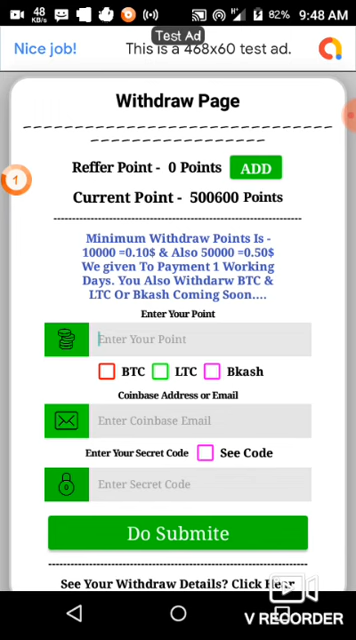 48 KB/s 82% 9:48 AM
Test Ad
Nice job! This is a 468x60 test ad.
Withdraw Page
Reffer Point - 0 Points ADD
1
Current Point - 500600 Points
Minimum Withdraw Points Is -
10000 =0.10$ & Also 50000 =0.50$
We given To Payment 1 Working
Days. You Also Withdarw BTC &
LTC Or Bkash Coming Soon....
Enter Your Point
Enter Your Point
BTC LTC Bkash
Coinbase Address or Email
Enter Coinbase Email
Enter Your Secret Code See Code
Enter Secret Code
Do Submite
See Your Withdraw Details? Click Hear
V RECORDER